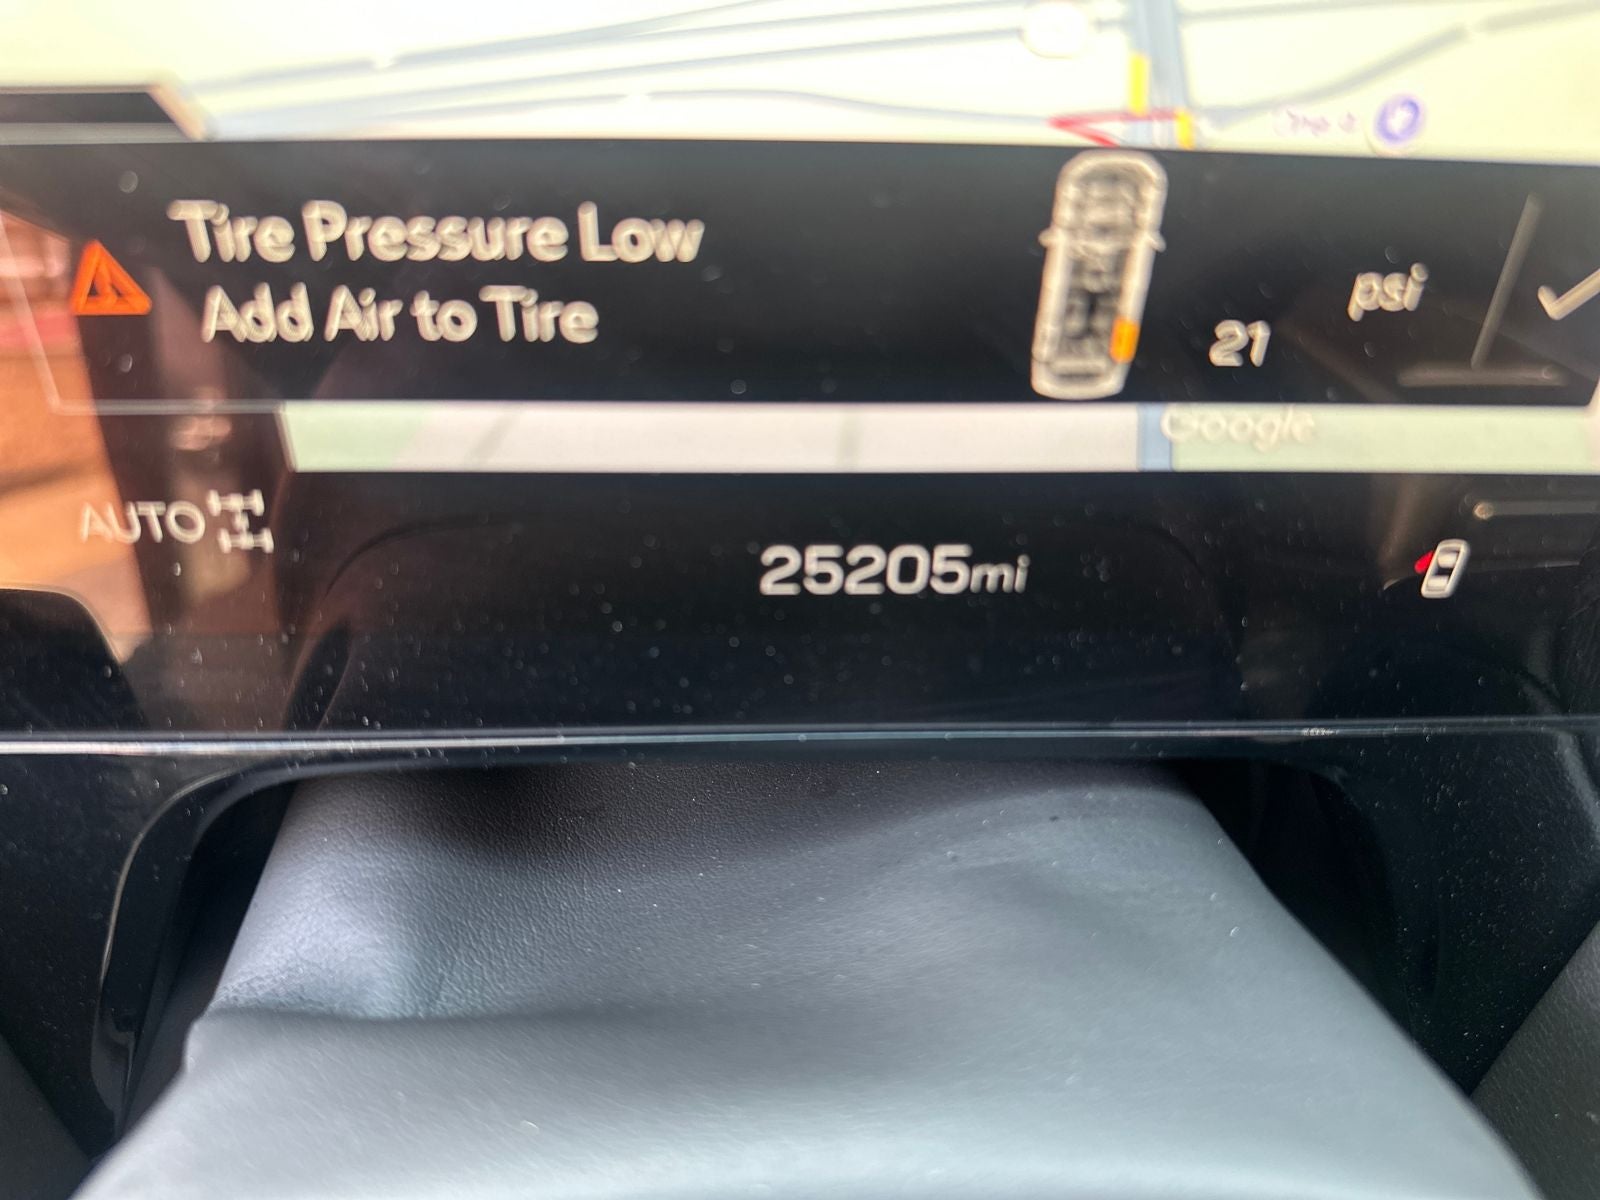 Tire Pressure Low
Add Air to Tire
21
psi
Google
AUTO
25205mi